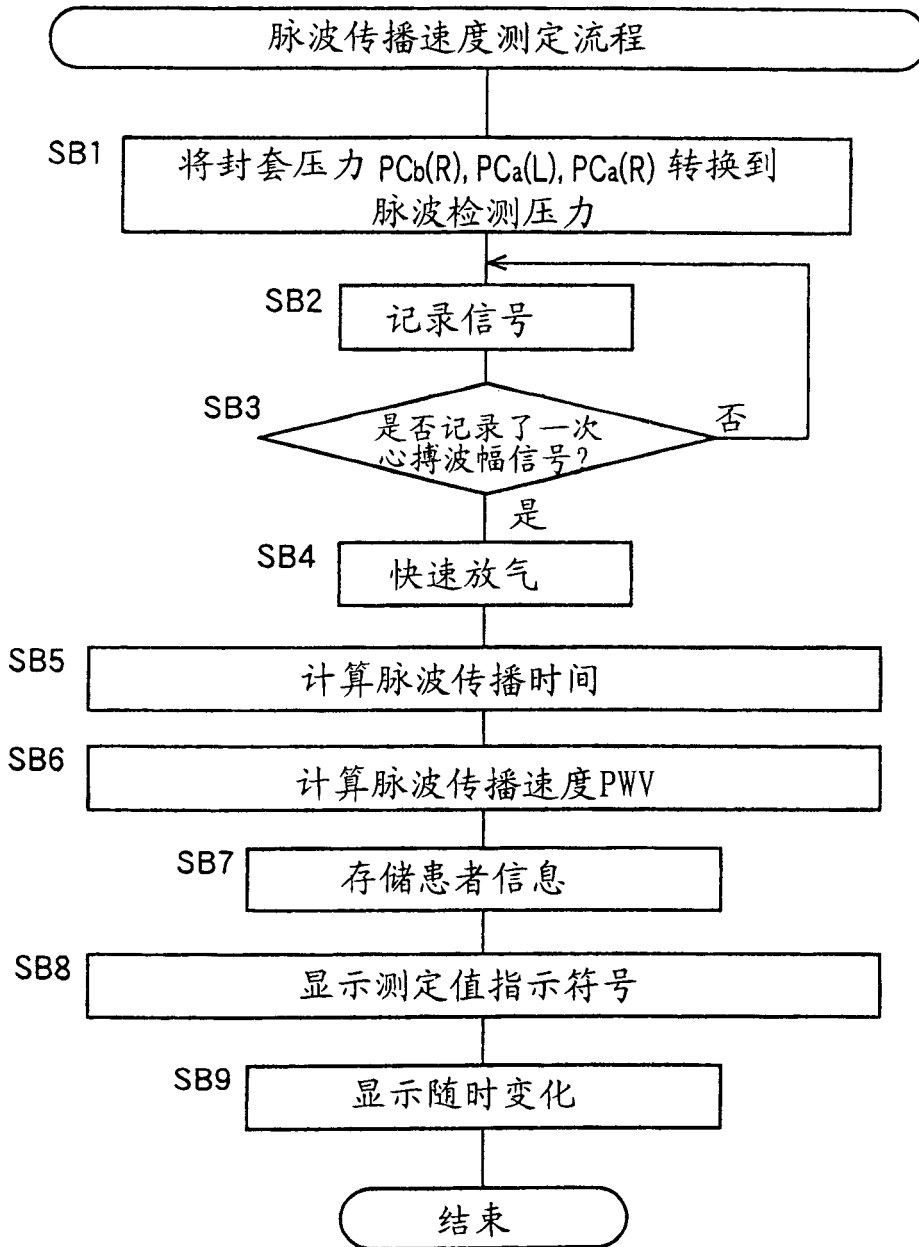 脉波传播速度测定流程
SB1
将封套压力 PCb(R), PCa(L), PCa(R) 转换到
脉波检测压力
SB2
记录信号
SB3
是否记录了一次
心搏波幅信号?
否
是
SB4
快速放气
SB5
计算脉波传播时间
SB6
计算脉波传播速度PWV
SB7
存储患者信息
SB8
显示测定值指示符号
SB9
显示随时变化
结束